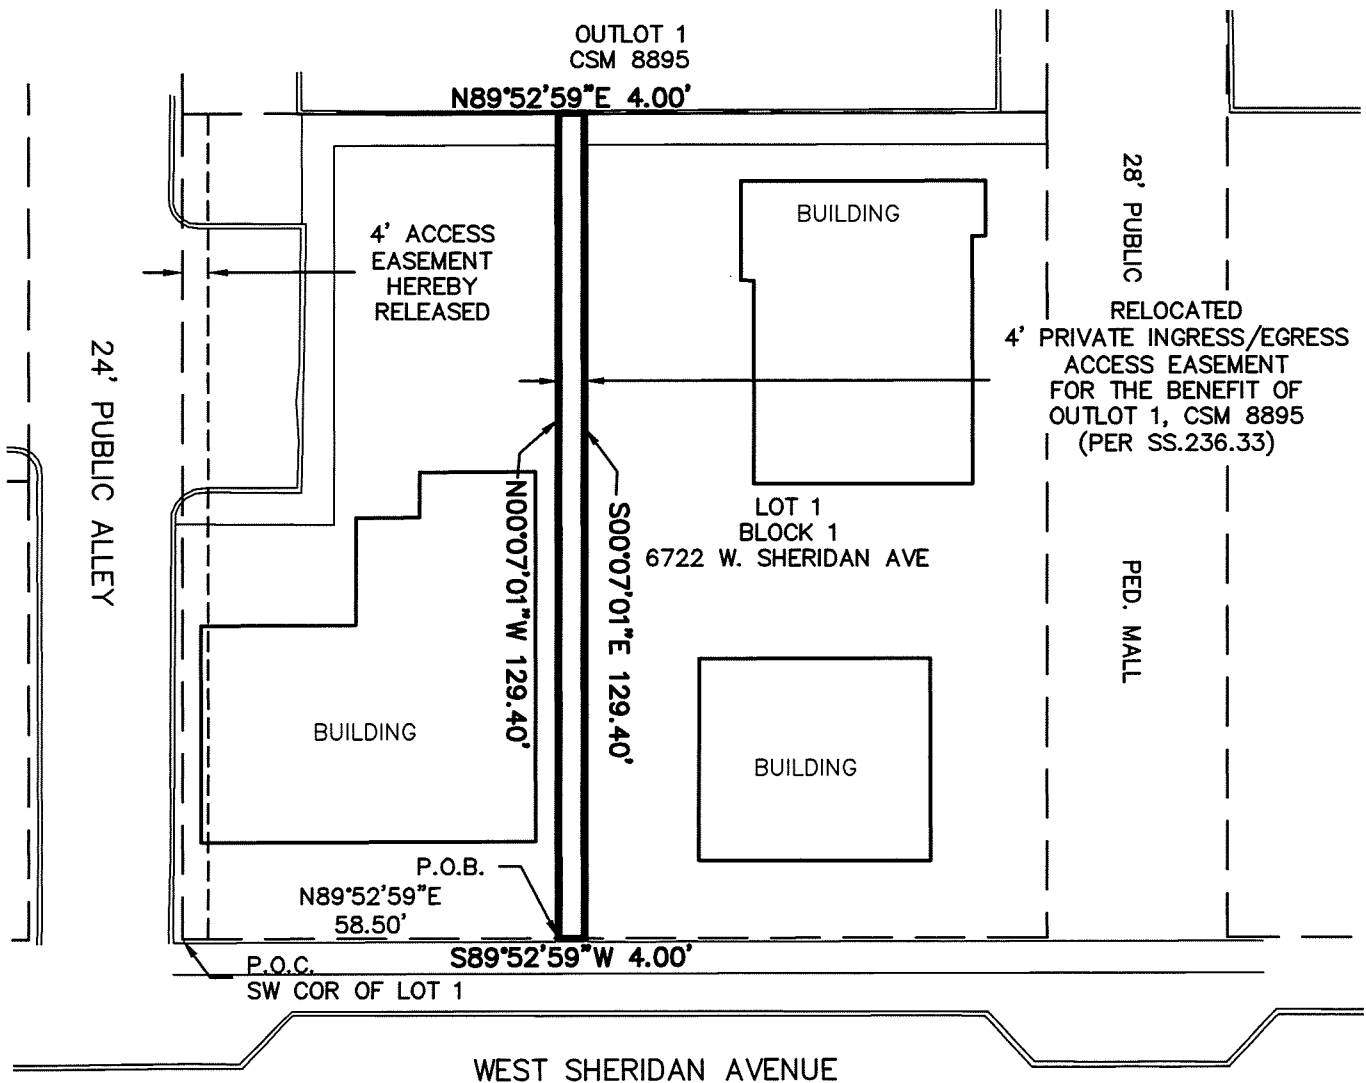 OUTLOT 1
CSM 8895
N89°52'59"E 4.00'
BUILDING
28' PUBLIC
4' ACCESS
EASEMENT
HEREBY
RELEASED
RELOCATED
4' PRIVATE INGRESS/EGRESS
ACCESS EASEMENT
FOR THE BENEFIT OF
OUTLOT 1, CSM 8895
(PER SS.236.33)
24' PUBLIC ALLEY
N00°07'01"W 129.40'
S00°07'01"E 129.40'
LOT 1
BLOCK 1
6722 W. SHERIDAN AVE
PED. MALL
BUILDING
BUILDING
P.O.B.
N89°52'59"E
58.50'
S89°52'59"W 4.00'
P.O.C.
SW COR OF LOT 1
WEST SHERIDAN AVENUE